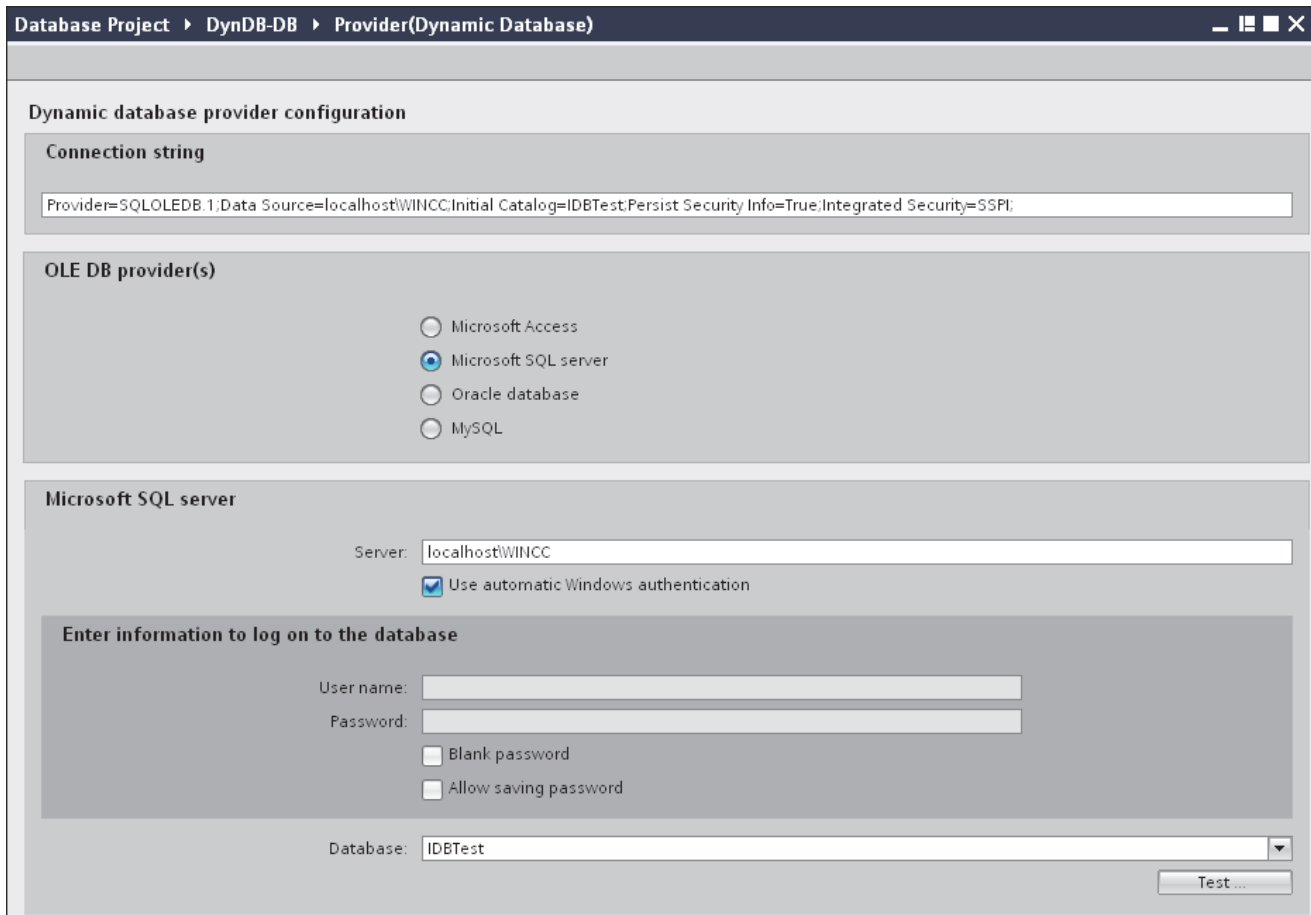 Database Project ▸ DynDB-DB ▸ Provider(Dynamic Database)
Dynamic database provider configuration
Connection string
Provider=SQLOLEDB.1;Data Source=localhost\WINCC;Initial Catalog=IDBTest;Persist Security Info=True;Integrated Security=SSPI;
OLE DB provider(s)
Microsoft Access
Microsoft SQL server
Oracle database
MySQL
Microsoft SQL server
Server: localhost\WINCC
Use automatic Windows authentication
Enter information to log on to the database
User name:
Password:
Blank password
Allow saving password
Database: IDBTest
Test ...